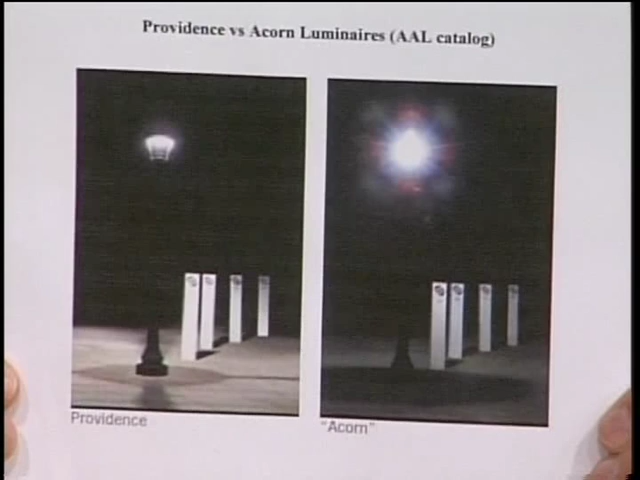 Providence vs Acorn Luminaires (AAL catalog)
Providence
"Acorn"